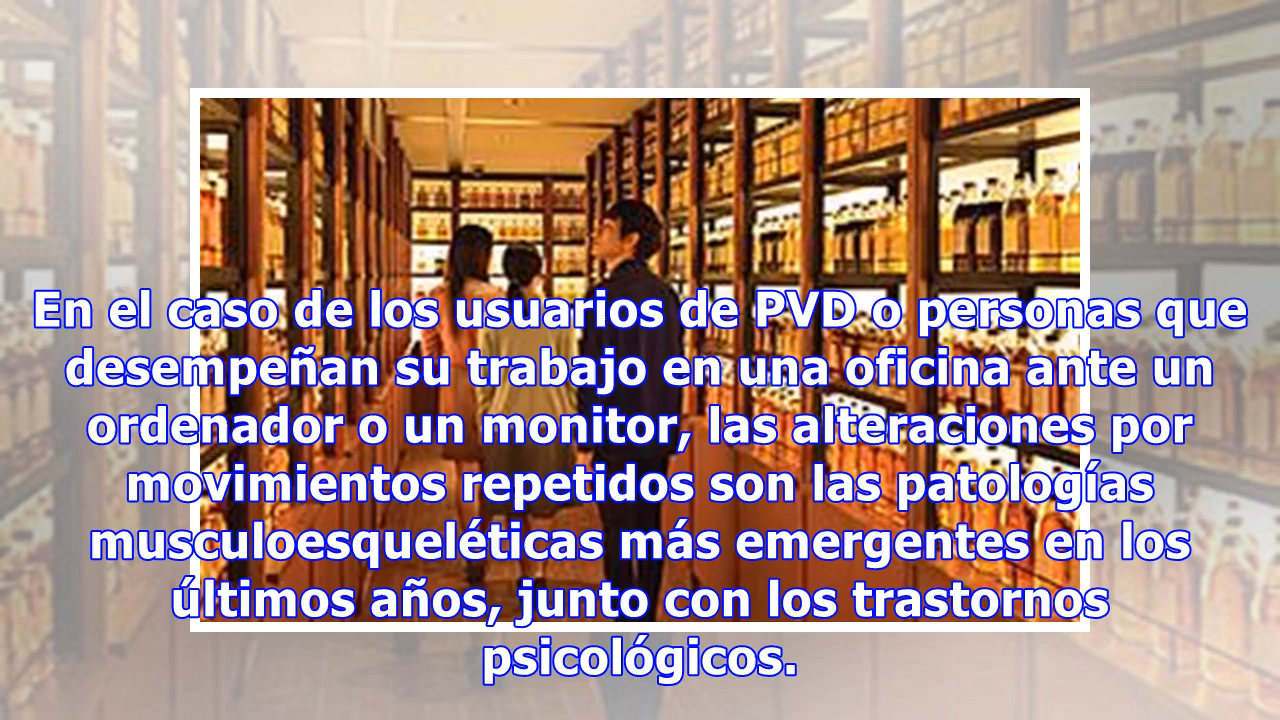 En el caso de los usuarios de PVD o personas que
desempeñan su trabajo en una oficina ante un
ordenador o un monitor, las alteraciones por
movimientos repetidos son las patologías
musculoesqueléticas más emergentes en los
últimos años, junto con los trastornos
psicológicos.